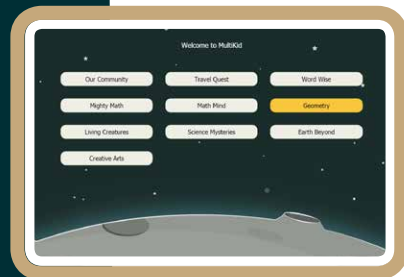 Welcome to MultiKid
Our Community
Travel Quest
Word Wise
Mighty Math
Math Mind
Geometry
Living Creatures
Science Mysteries
Earth Beyond
Creative Arts